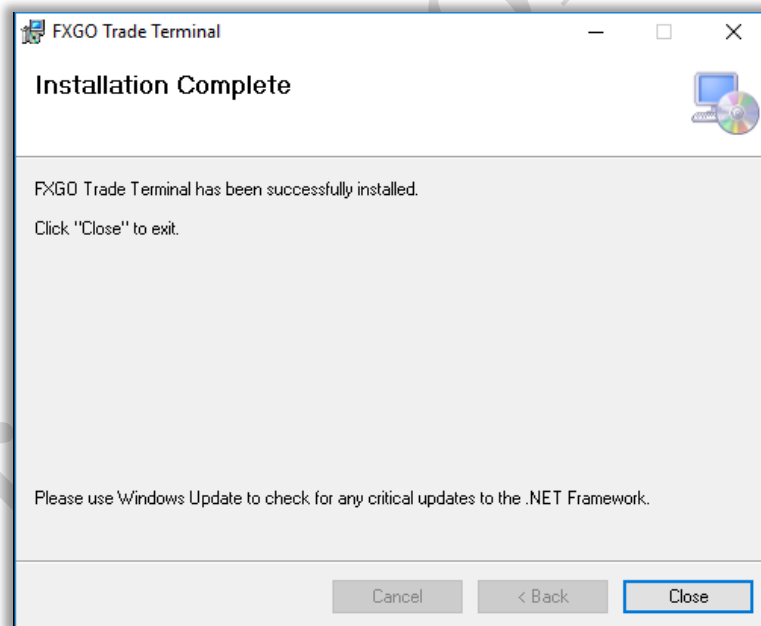 FXGO Trade Terminal
Installation Complete
FXGO Trade Terminal has been successfully installed.
Click "Close" to exit.
Please use Windows Update to check for any critical updates to the .NET Framework.
Cancel
< Back
Close